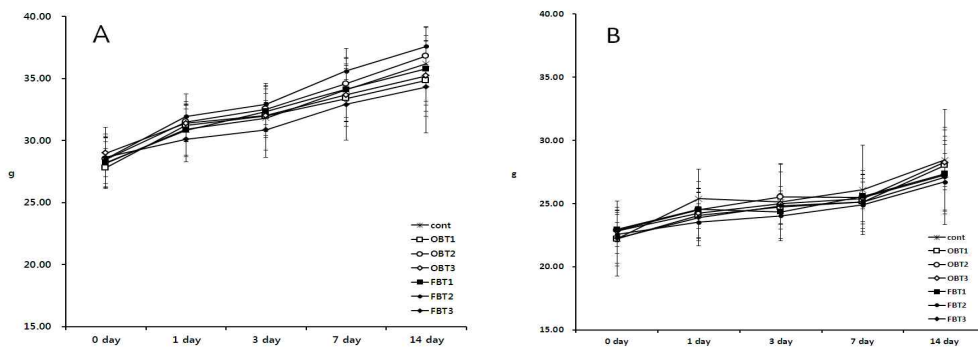 40.00
A
35.00
30.00
g
25.00
20.00
15.00
cont
OBT1
OBT2
OBT3
FBT1
FBT2
FBT3
0 day 1 day 3 day 7 day 14 day
40.00
B
35.00
30.00
g
25.00
20.00
15.00
cont
OBT1
OBT2
OBT3
FBT1
FBT2
FBT3
0 day 1 day 3 day 7 day 14 day